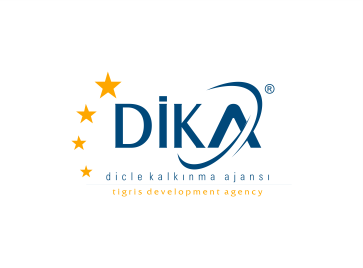 DİKA®
dicle kalkınma ajansı
tigris development agency